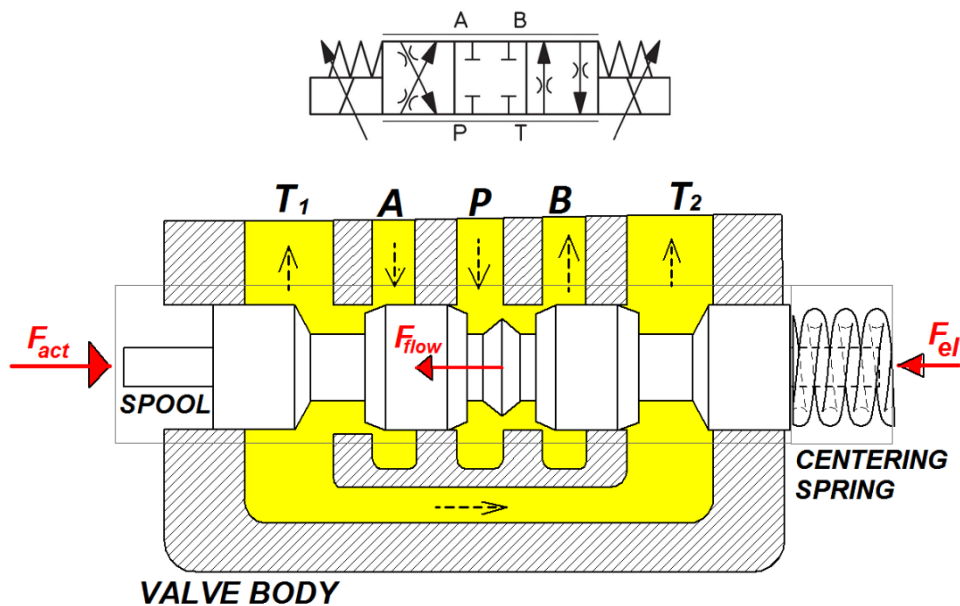 A B
P T
T1 A P B T2
Fact
Fflow
Fel
SPOOL
CENTERING
SPRING
VALVE BODY